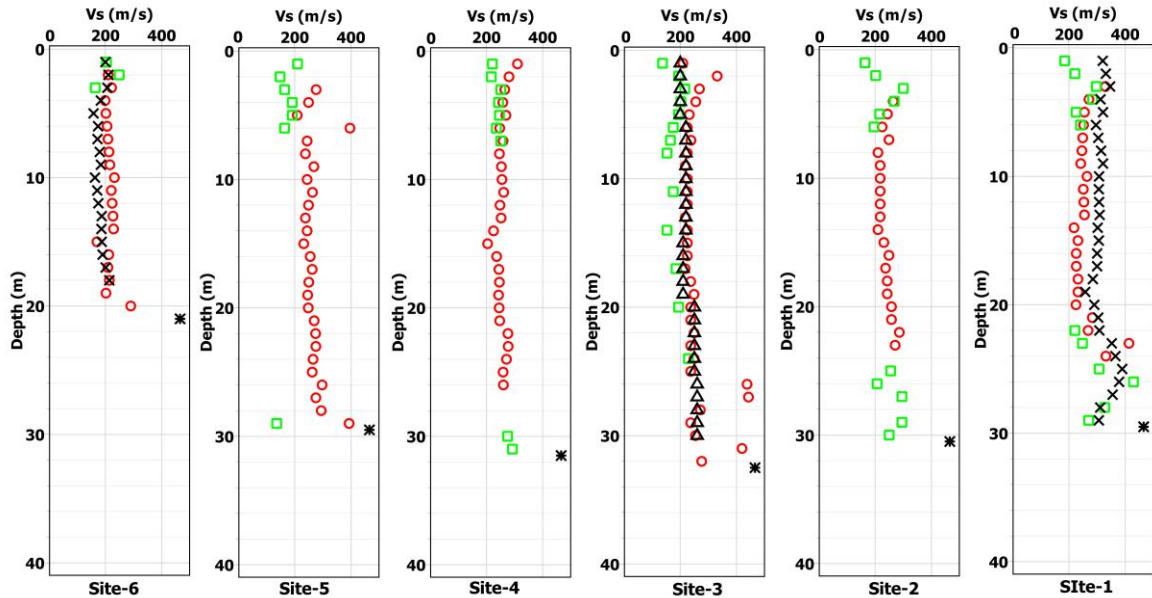 Vs (m/s) Vs (m/s) Vs (m/s) Vs (m/s) Vs (m/s) Vs (m/s)
0 200 400 0 200 400 0 200 400 0 200 400 0 200 400 0 200 400
0 0 0 0 0 0
10 10 10 10 10 10
Depth (m) Depth (m) Depth (m) Depth (m) Depth (m) Depth (m)
20 20 20 20 20 20
30 30 30 30 30 30
40 40 40 40 40 40
Site-6 Site-5 Site-4 Site-3 Site-2 SIte-1